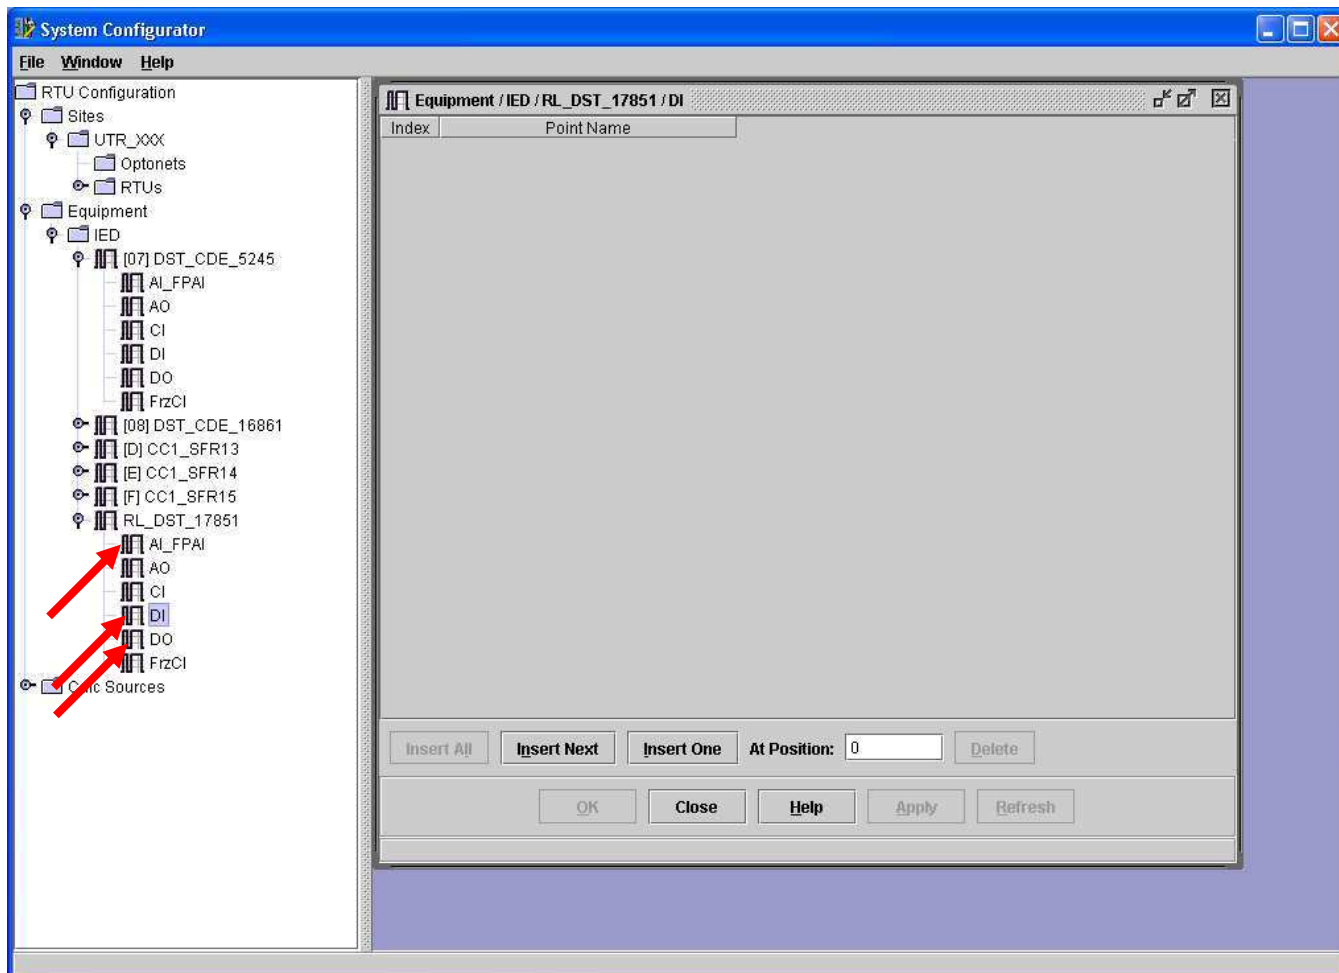 System Configurator
File Window Help
RTU Configuration
Sites
UTR_XXX
Optonets
RTUs
Equipment
IED
[07] DST_CDE_5245
AI_FPAI
AO
CI
DI
DO
FrzCI
[08] DST_CDE_16861
[D] CC1_SFR13
[E] CC1_SFR14
[F] CC1_SFR15
RL_DST_17851
AI_FPAI
AO
CI
DI
DO
FrzCI
Calc Sources
Equipment / IED / RL_DST_17851 / DI
Index Point Name
Insert All Insert Next Insert One At Position: 0 Delete
OK Close Help Apply Refresh